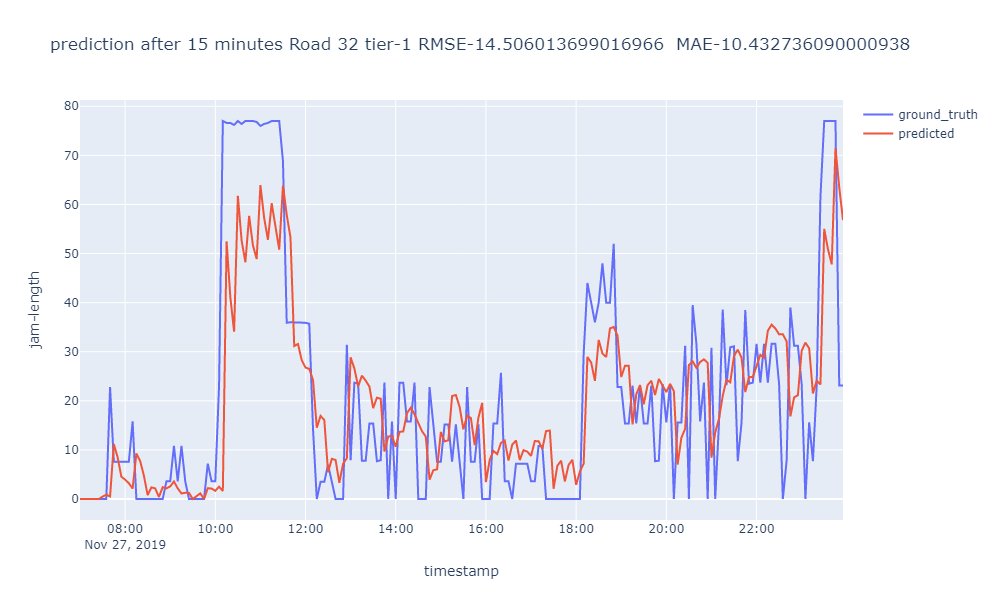 prediction after 15 minutes Road 32 tier-1 RMSE-14.506013699016966  MAE-10.432736090000938
ground_truth
predicted
80
70
60
50
40
30
20
10
0
jam-length
08:00 10:00 12:00 14:00 16:00 18:00 20:00 22:00
Nov 27, 2019
timestamp